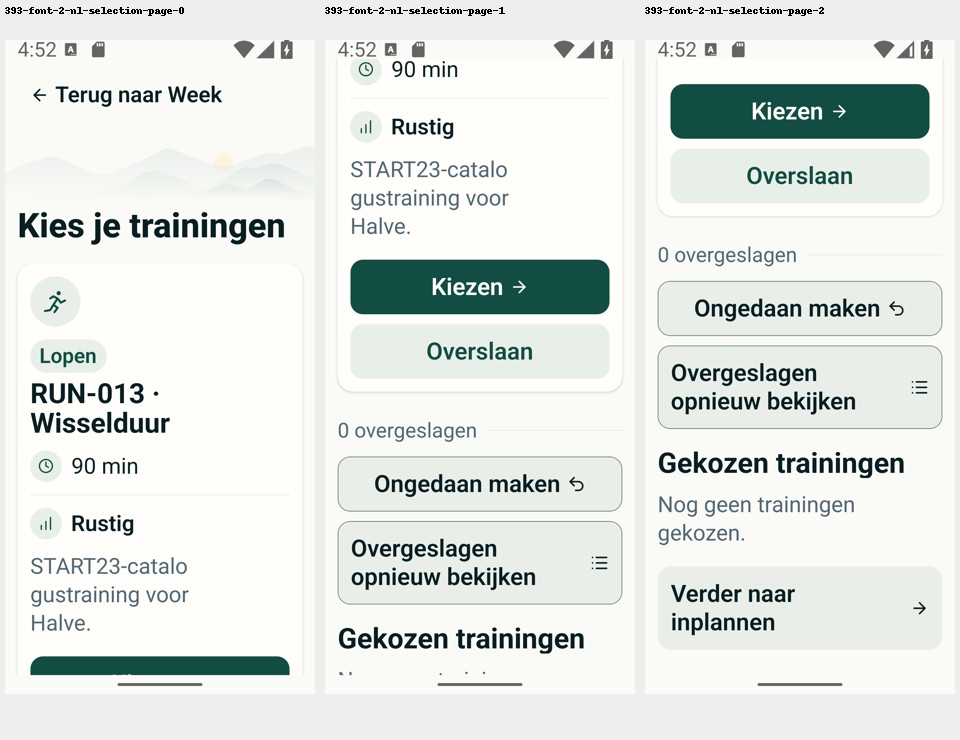 393-font-2-nl-selection-page-0
4:52
Terug naar Week
Kies je trainingen
Lopen
RUN-013 ·
Wisselduur
90 min
Rustig
START23-catalo
gustraining voor
Halve.
393-font-2-nl-selection-page-1
4:52
90 min
Rustig
START23-catalo
gustraining voor
Halve.
Kiezen
Overslaan
0 overgeslagen
Ongedaan maken
Overgeslagen
opnieuw bekijken
Gekozen trainingen
393-font-2-nl-selection-page-2
4:52
Kiezen
Overslaan
0 overgeslagen
Ongedaan maken
Overgeslagen
opnieuw bekijken
Gekozen trainingen
Nog geen trainingen
gekozen.
Verder naar
inplannen